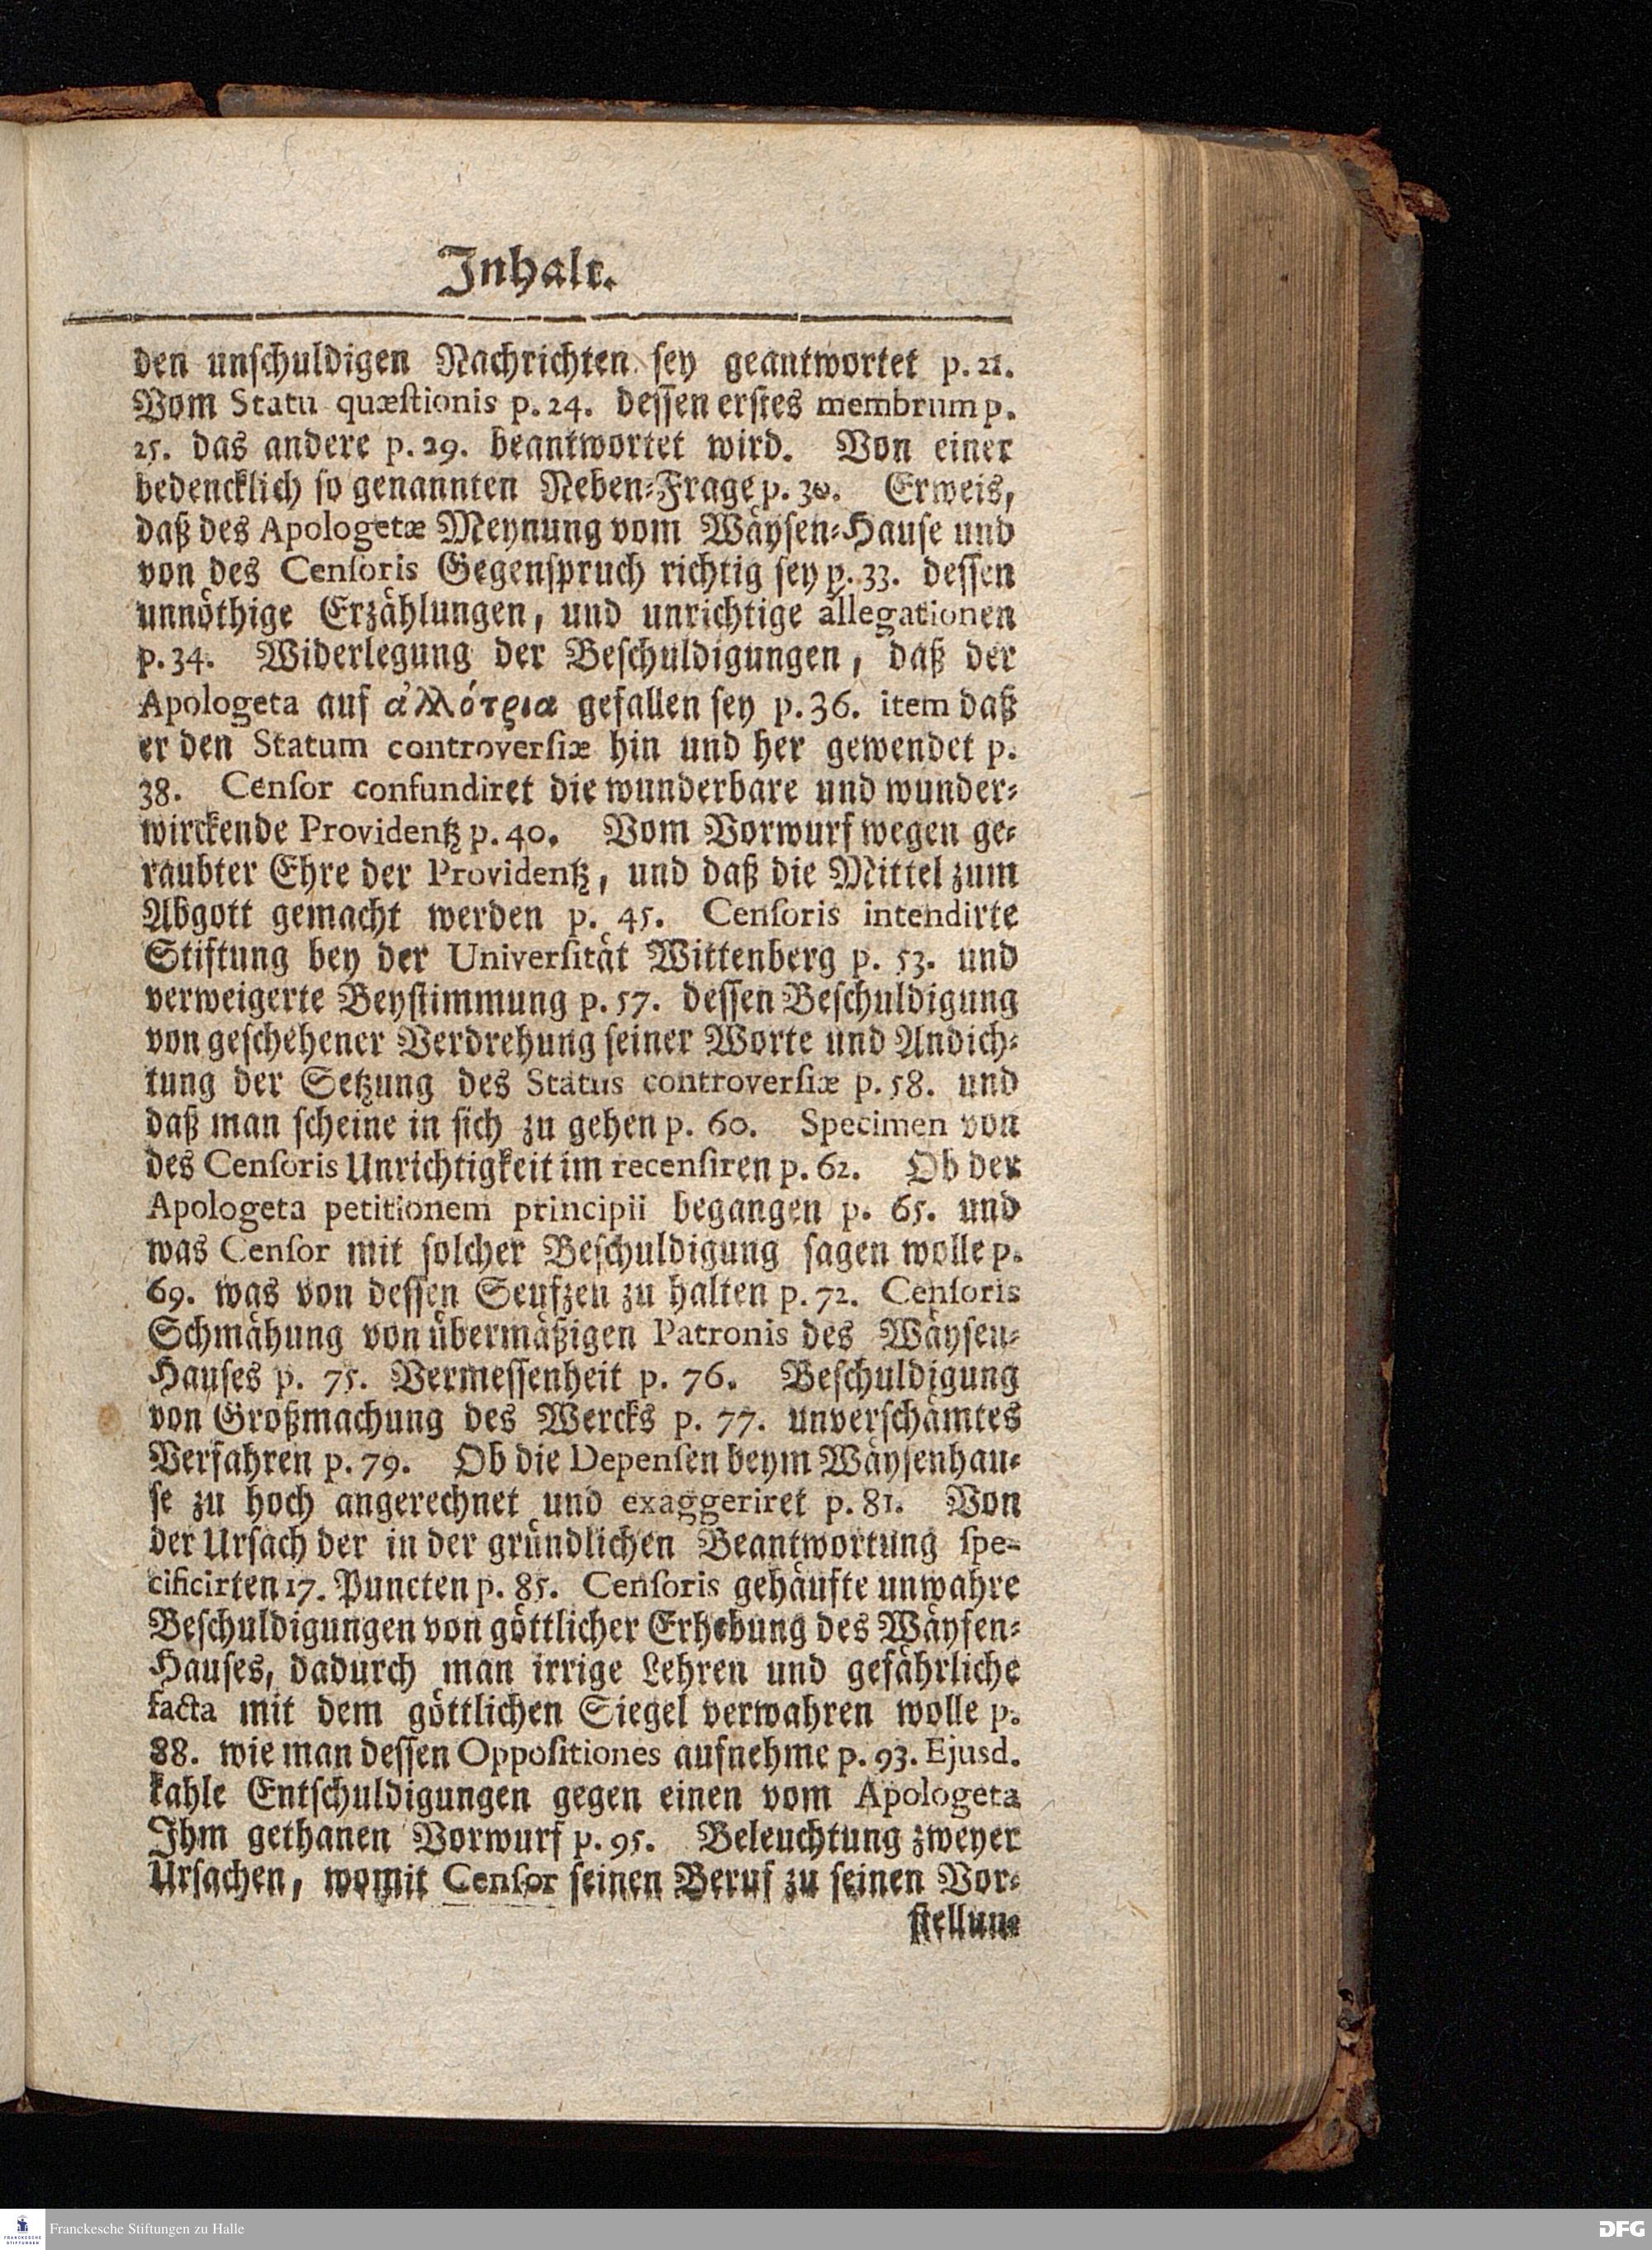 Inhalt.
den unschuldigen Nachrichten sey geantwortet p. 21.
Vom Statu quæstionis p. 24. dessen erstes membrum p.
25. das andere p. 29. beantwortet wird. Von einer
bedencklich so genannten Neben-Frage p. 30. Erweis,
daß des Apologetæ Meynung vom Wäysen-Hause und
von des Censoris Gegenspruch richtig sey p. 33. dessen
unnöthige Erzählungen, und unrichtige allegationen
p. 34. Widerlegung der Beschuldigungen, daß der
Apologeta auf ἀλλότρια gefallen sey p. 36. item daß
er den Statum controversiæ hin und her gewendet p.
38. Censor confundiret die wunderbare und wunder-
wirckende Providentz p. 40. Vom Vorwurf wegen ge-
raubter Ehre der Providentz, und daß die Mittel zum
Abgott gemacht werden p. 45. Censoris intendirte
Stiftung bey der Universität Wittenberg p. 53. und
verweigerte Beystimmung p. 57. dessen Beschuldigung
von geschehener Verdrehung seiner Worte und Andich-
tung der Setzung des Status controversiæ p. 58. und
daß man scheine in sich zu gehen p. 60. Specimen von
des Censoris Unrichtigkeit im recensiren p. 62. Ob der
Apologeta petitionem principii begangen p. 65. und
was Censor mit solcher Beschuldigung sagen wolle p.
69. was von dessen Seufzen zu halten p. 72. Censoris
Schmähung von übermäßigen Patronis des Wäysen-
Hauses p. 75. Vermessenheit p. 76. Beschuldigung
von Großmachung des Wercks p. 77. unverschämtes
Verfahren p. 79. Ob die Depensen beym Wäysenhau-
se zu hoch angerechnet und exaggeriret p. 81. Von
der Ursach der in der gründlichen Beantwortung spe-
cificirten 17. Puncten p. 85. Censoris gehäufte unwahre
Beschuldigungen von göttlicher Erhebung des Wäysen-
Hauses, dadurch man irrige Lehren und gefährliche
facta mit dem göttlichen Siegel verwahren wolle p.
88. wie man dessen Oppositiones aufnehme p. 93. Ejusd.
kahle Entschuldigungen gegen einen vom Apologeta
Ihm gethanen Vorwurf p. 95. Beleuchtung zweyer
Ursachen, womit Censor seinen Beruf zu seinen Vor-
stellun-
FRANCKESCHE STIFTUNGEN
Franckesche Stiftungen zu Halle
DFG